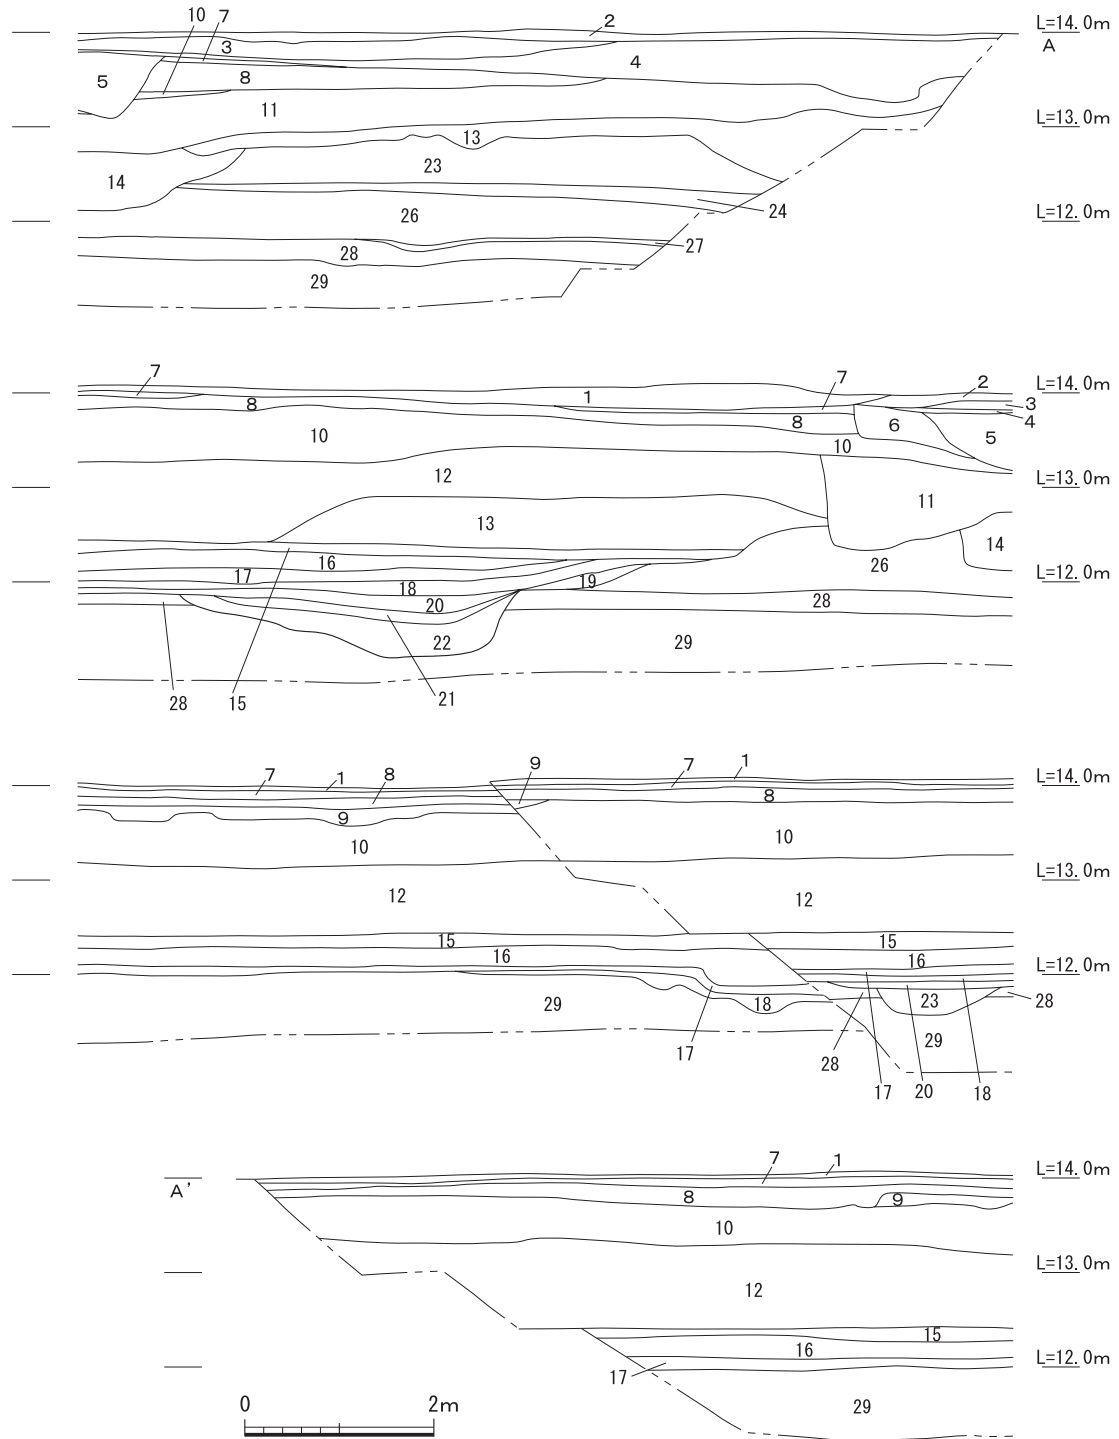 10 7 2 L=14.0m
A
3 4
5 8
11 L=13.0m
13
14 23
24 L=12.0m
26
27
28
29
7 7 2 L=14.0m
1 3
8 8 6 4
10 10 5
12 L=13.0m
11
13
14
16 26
17 18 19 L=12.0m
20 28
22 29
28 15 21
7 1 8 9 7 1 L=14.0m
8
9
10 10
L=13.0m
12 12
15 15
16 16 L=12.0m
29 18 23 28
29
17 28 17 20 18
7 1 L=14.0m
A'
8 9
10
L=13.0m
12
15
16 L=12.0m
17
29
0 2m